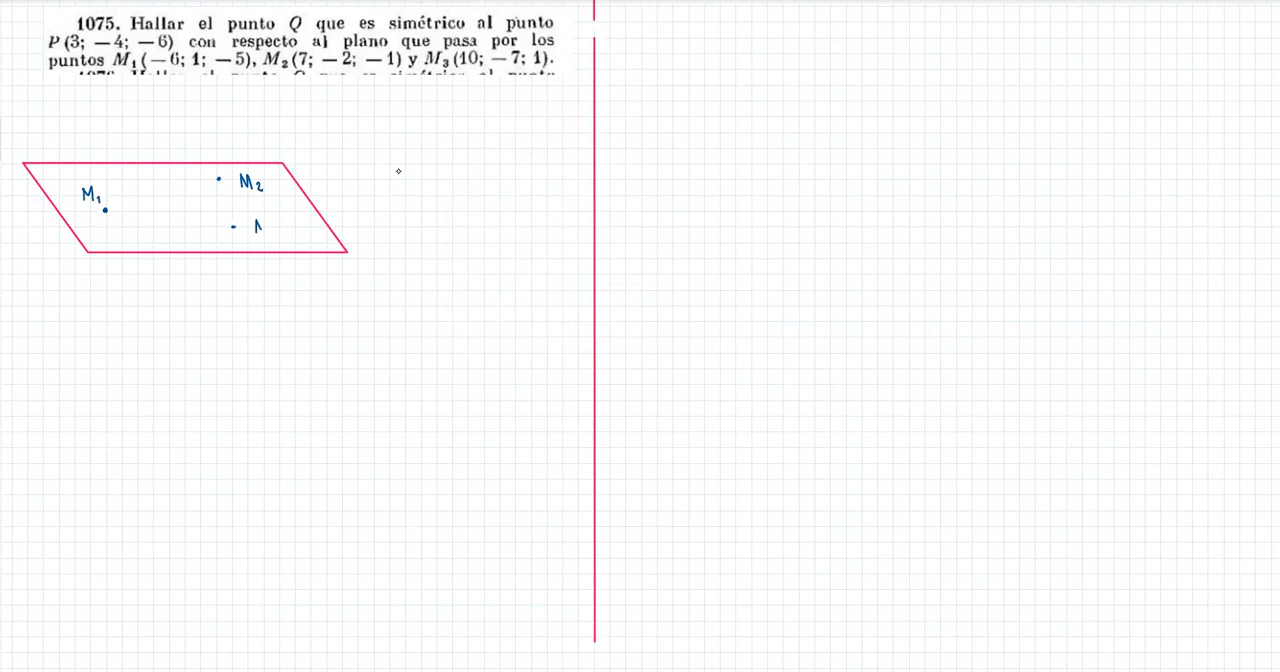 1075. Hallar el punto Q que es simétrico al punto
P (3; — 4; — 6) con respecto al plano que pasa por los
puntos M₁ (— 6; 1; — 5), M₂ (7; — 2; — 1) y M₃ (10; — 7; 1).
M₁
M₂